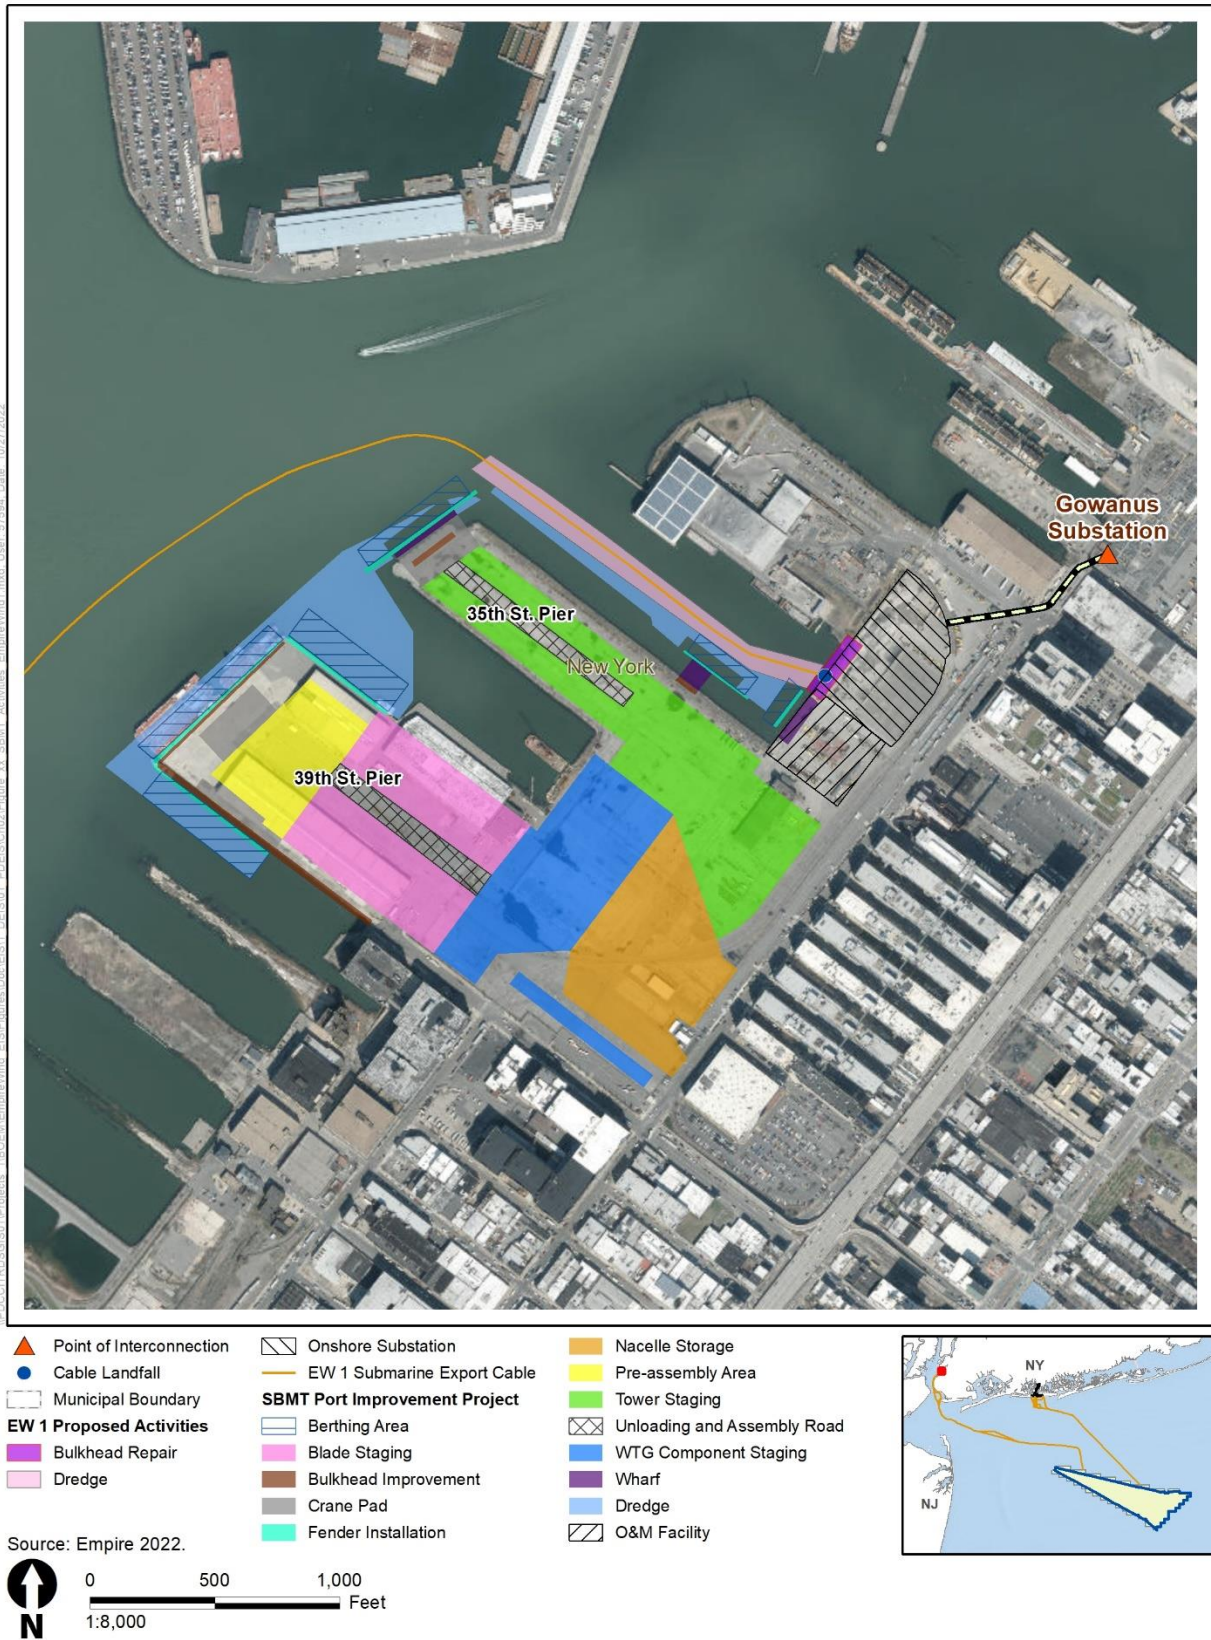 Gowanus
Substation
35th St. Pier
New York
39th St. Pier
Point of Interconnection
Cable Landfall
Municipal Boundary
EW 1 Proposed Activities
Bulkhead Repair
Dredge
Onshore Substation
EW 1 Submarine Export Cable
SBMT Port Improvement Project
Berthing Area
Blade Staging
Bulkhead Improvement
Crane Pad
Fender Installation
Nacelle Storage
Pre-assembly Area
Tower Staging
Unloading and Assembly Road
WTG Component Staging
Wharf
Dredge
O&M Facility
NY
NJ
Source: Empire 2022.
N
0 500 1,000
Feet
1:8,000